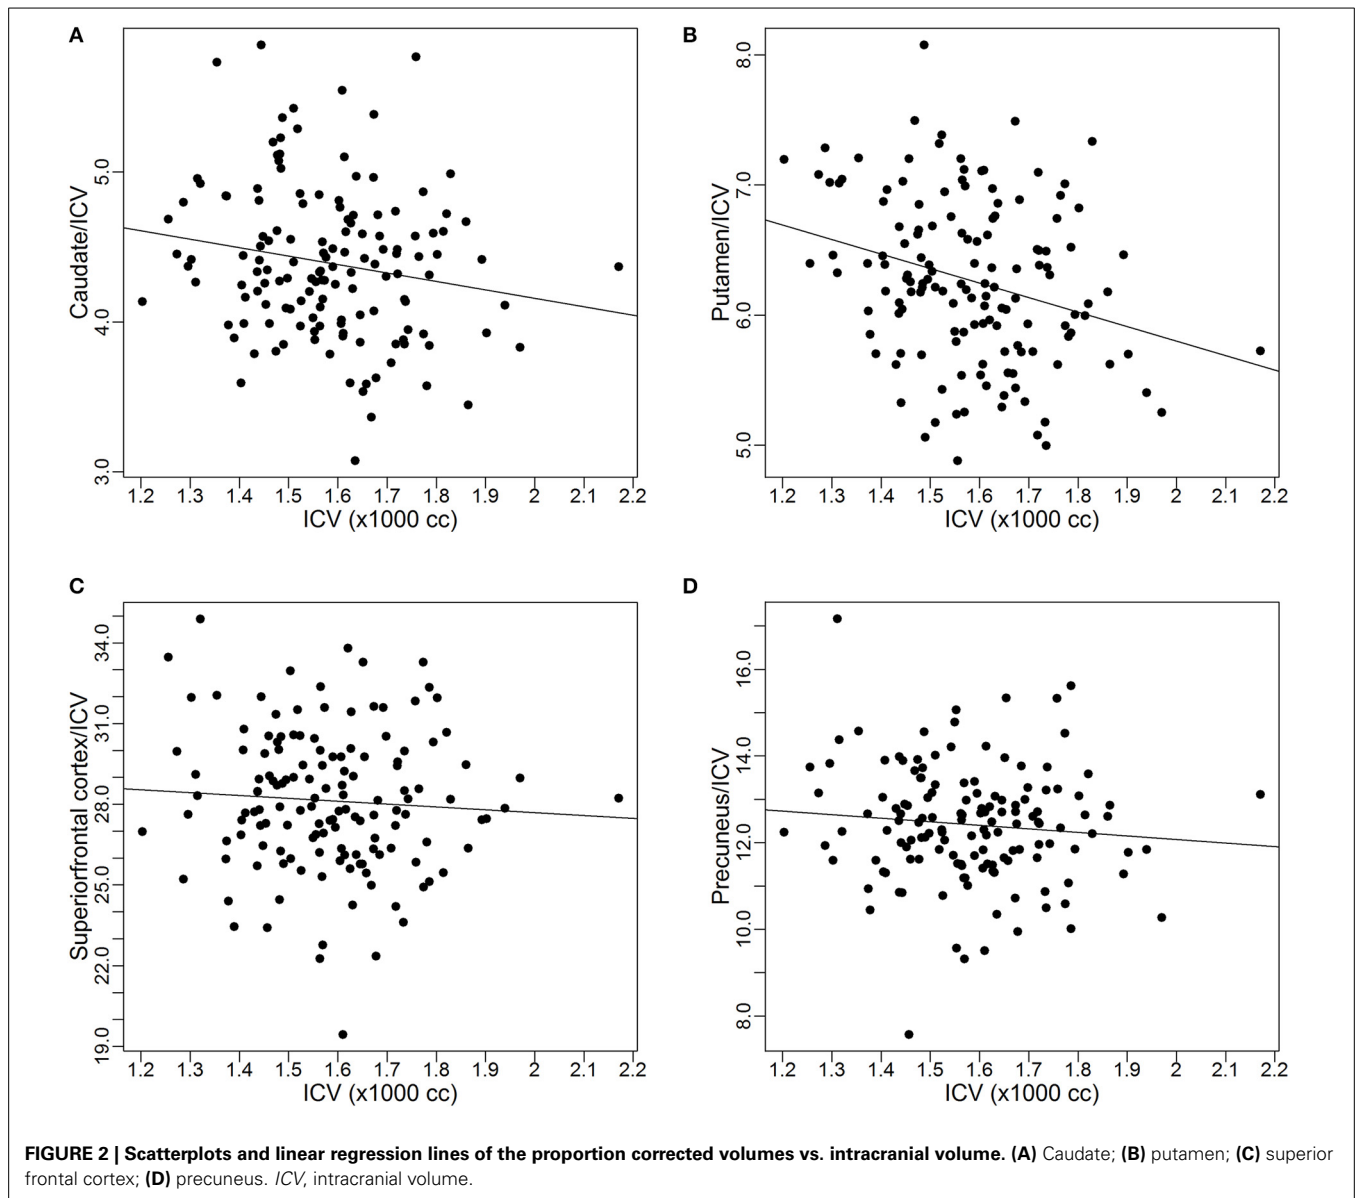 A
Caudate/ICV
5.0
4.0
3.0
1.2 1.3 1.4 1.5 1.6 1.7 1.8 1.9 2 2.1 2.2
ICV (x1000 cc)
B
Putamen/ICV
8.0
7.0
6.0
5.0
1.2 1.3 1.4 1.5 1.6 1.7 1.8 1.9 2 2.1 2.2
ICV (x1000 cc)
C
Superiorfrontal cortex/ICV
34.0
31.0
28.0
25.0
22.0
19.0
1.2 1.3 1.4 1.5 1.6 1.7 1.8 1.9 2 2.1 2.2
ICV (x1000 cc)
D
Precuneus/ICV
16.0
14.0
12.0
10.0
8.0
1.2 1.3 1.4 1.5 1.6 1.7 1.8 1.9 2 2.1 2.2
ICV (x1000 cc)
FIGURE 2 | Scatterplots and linear regression lines of the proportion corrected volumes vs. intracranial volume. (A) Caudate; (B) putamen; (C) superior
frontal cortex; (D) precuneus. ICV, intracranial volume.